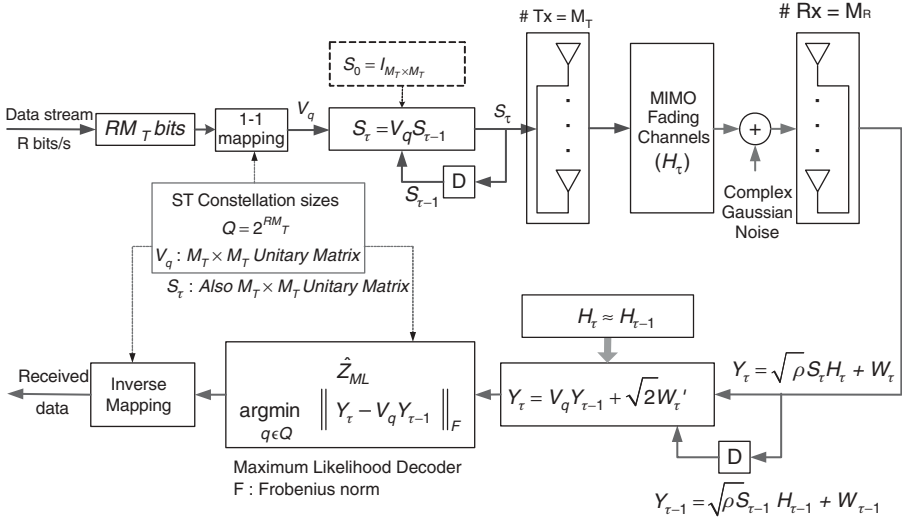 # Tx = M_T
# Rx = M_R
S_0 = I_{M_T × M_T}
Data stream
R bits/s
RM_T bits
1-1
mapping
V_q
S_τ = V_q S_{τ–1}
S_τ
D
S_{τ–1}
MIMO
Fading
Channels
(H_τ)
+
Complex
Gaussian
Noise
ST Constellation sizes
Q = 2^{RM_T}
V_q : M_T × M_T Unitary Matrix
S_τ : Also M_T × M_T Unitary Matrix
H_τ ≈ H_{τ–1}
Y_τ = √ρ S_τ H_τ + W_τ
Y_τ = V_q Y_{τ–1} + √2 W_τ'
D
Y_{τ–1} = √ρ S_{τ–1} H_{τ–1} + W_{τ–1}
Ẑ_{ML}
argmin ‖ Y_τ – V_q Y_{τ–1} ‖_F
q ϵ Q
Maximum Likelihood Decoder
F : Frobenius norm
Inverse
Mapping
Received
data